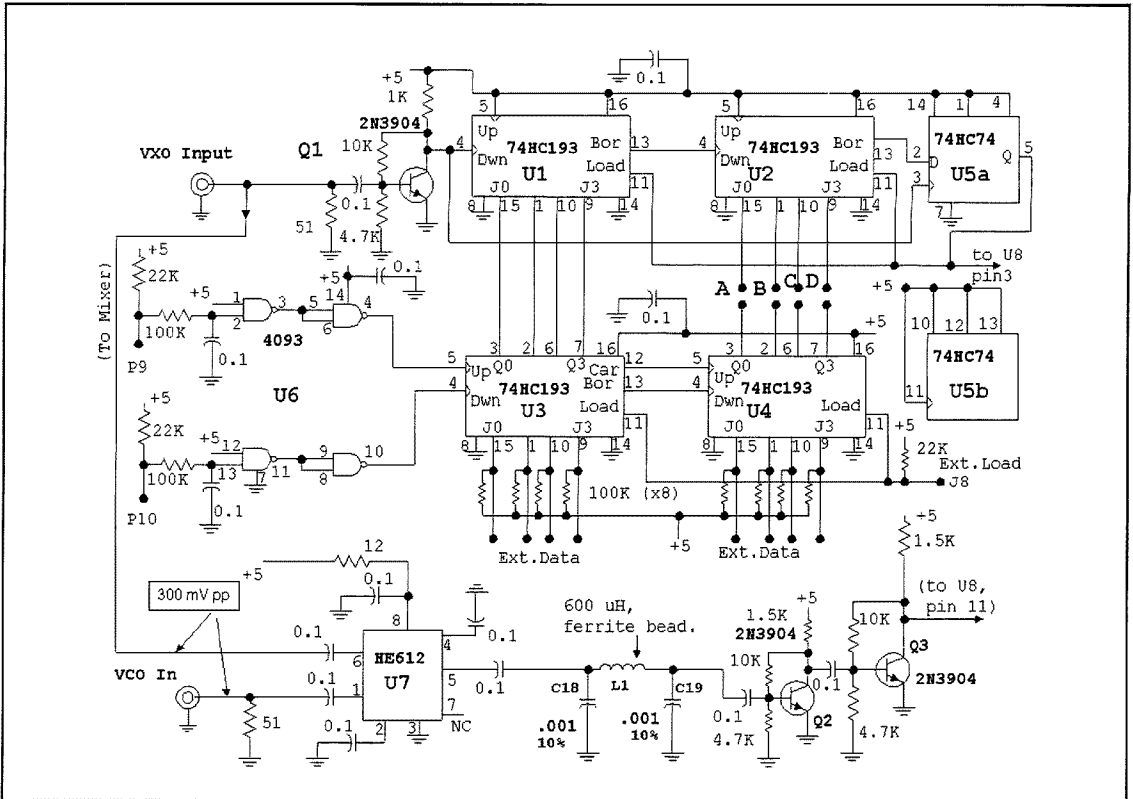 +5
1K
2N3904
Q1
10K
VXO Input
0.1
51
4.7K
0.1
5
16
4
Up
Dwn
74HC193
U1
Bor
13
Load
11
J0
J3
8
15
1
10
9
14
5
16
4
Up
Dwn
74HC193
U2
Bor
13
Load
11
J0
J3
8
15
1
10
9
14
14
1
4
74HC74
U5a
2
D
3
Q
5
7
to U8
pin3
A
B
C
D
(To Mixer)
+5
22K
100K
P9
+5
1
2
3
0.1
+5
14
0.1
5
6
4
4093
U6
+5
22K
100K
P10
+5
12
13
11
7
0.1
9
8
10
0.1
+5
3
2
6
7
16
5
4
Q0
Q3
Up
Dwn
74HC193
U3
Car
12
Bor
13
Load
11
J0
J3
8
15
1
10
9
14
3
2
6
7
16
5
4
Q0
Q3
Up
Dwn
74HC193
U4
Load
11
J0
J3
8
15
1
10
9
14
+5
10
12
13
74HC74
U5b
11
+5
22K
Ext.Load
J8
100K (x8)
+5
Ext.Data
Ext.Data
+5
12
0.1
300 mV pp
VCO In
51
0.1
0.1
0.1
8
6
1
2
3
NE612
U7
4
5
7
NC
0.1
0.1
600 uH,
ferrite bead.
L1
C18
.001
10%
C19
.001
10%
0.1
+5
1.5K
2N3904
10K
4.7K
Q2
0.1
+5
1.5K
10K
(to U8,
pin 11)
Q3
2N3904
4.7K